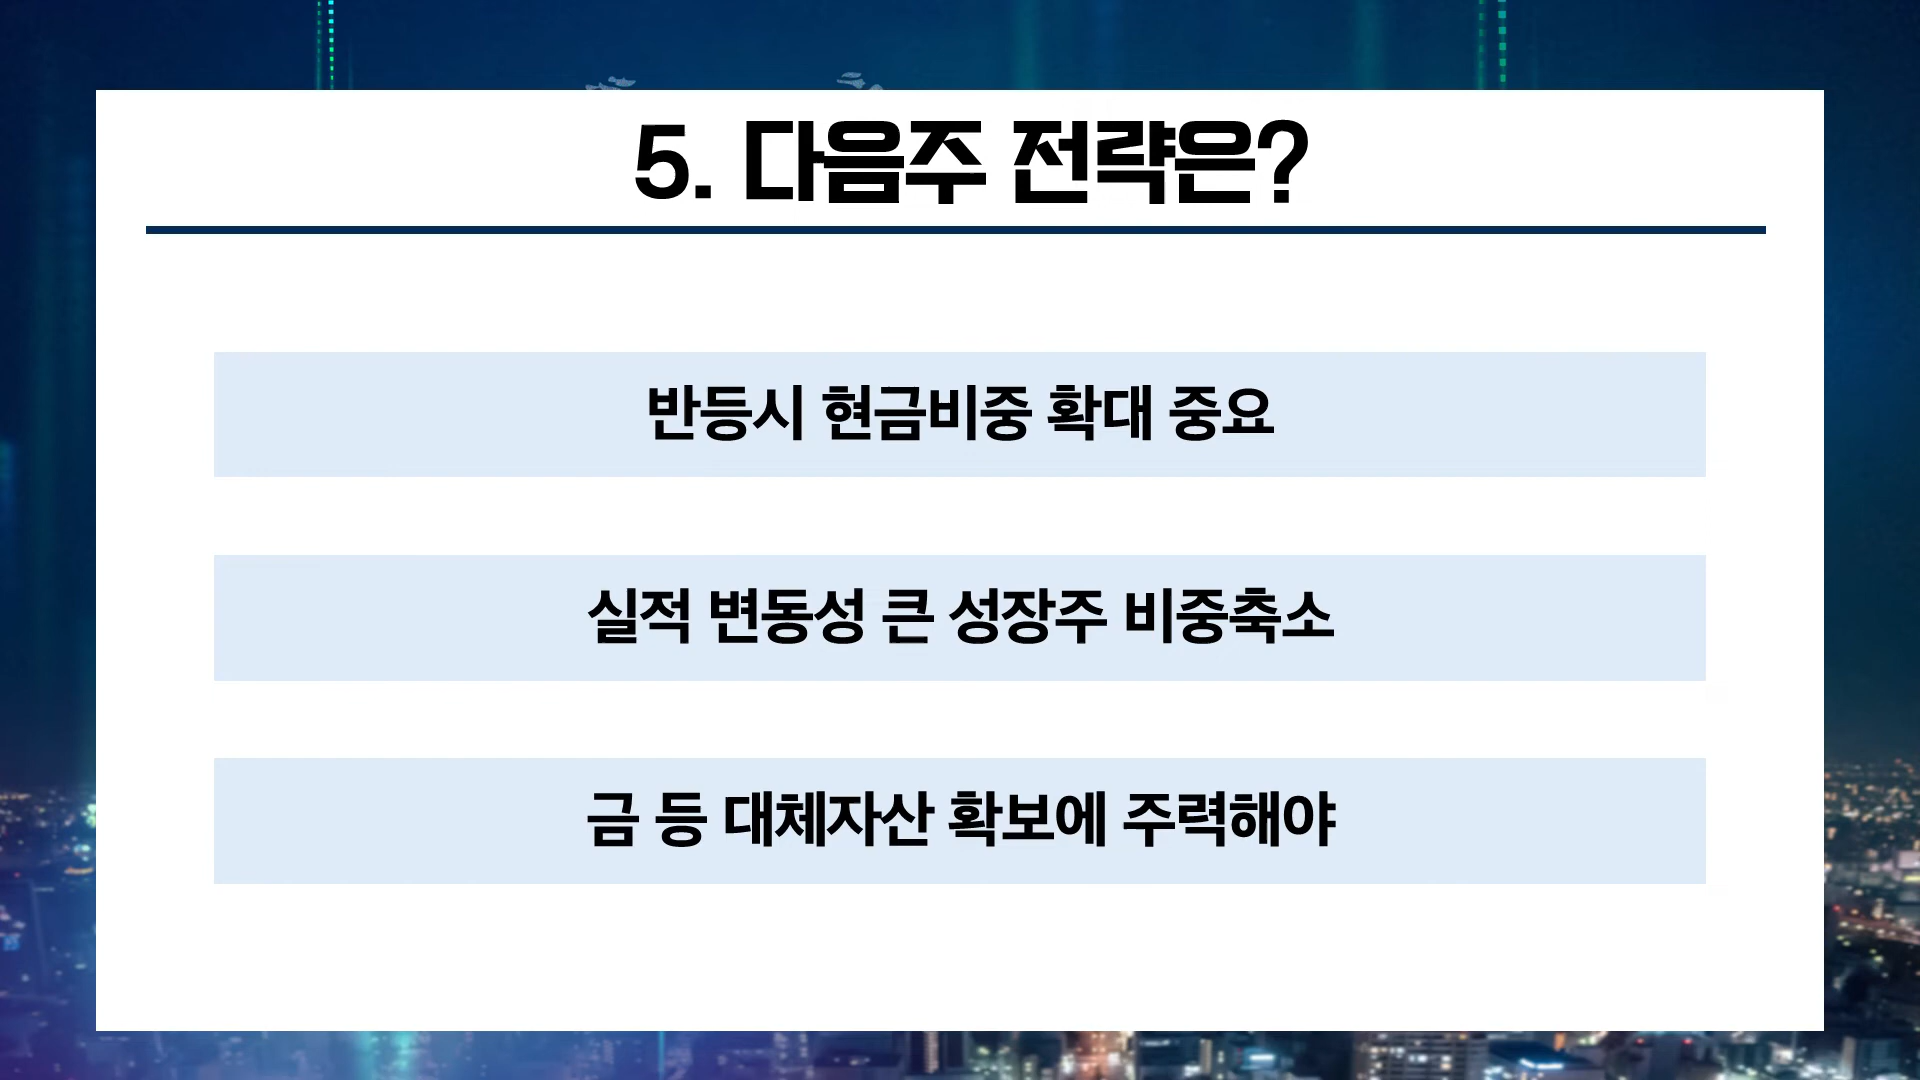 5. 다음주 전략은?
반등시 현금비중 확대 중요
실적 변동성 큰 성장주 비중축소
금 등 대체자산 확보에 주력해야